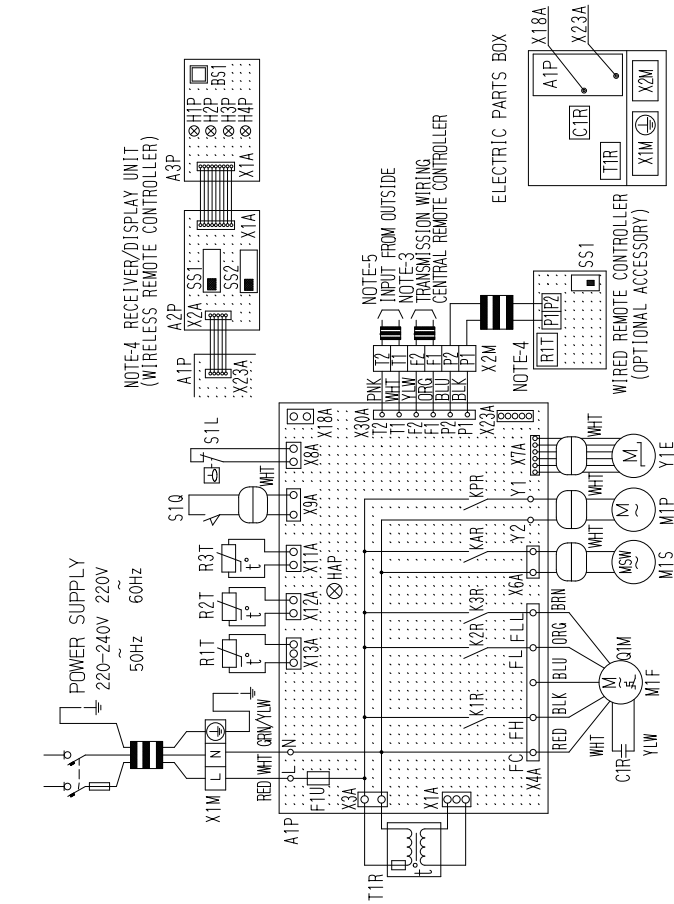 POWER SUPPLY
220-240V 220V
~ ~
50Hz 60Hz
X1M
L N
RED WHT GRN/YLW
A1P
L N
F1U
X3A
X1A
T1R
t°
R1T
t°
R2T
t°
R3T
t°
X13A
X12A
X11A
HAP
S1Q
WHT
S1L
X9A
X8A
X18A
NOTE-4 RECEIVER/DISPLAY UNIT
(WIRELESS REMOTE CONTROLLER)
A1P
X23A
A2P
X2A
SS1
SS2
X1A
A3P
X1A
H1P
H2P
H3P
H4P
BS1
NOTE-5
INPUT FROM OUTSIDE
NOTE-3
TRANSMISSION WIRING
CENTRAL REMOTE CONTROLLER
X30A
T2 PNK T2
T1 WHT T1
F2 YLW F2
F1 ORG F1
P2 BLU P2
P1 BLK P1
X2M
X23A
NOTE-4
R1T
P1P2
SS1
WIRED REMOTE CONTROLLER
(OPTIONAL ACCESSORY)
ELECTRIC PARTS BOX
X18A
X23A
A1P
C1R
T1R
X1M
X2M
K1R
K2R
K3R
KAR
KPR
FC FH FL FLL
X4A
X6A
Y2 Y1
X7A
RED BLK BLU ORG BRN
WHT
C1R
YLW
M
~
Q1M
M1F
WHT
MSW
~
M1S
WHT
M
~
M1P
WHT
M
Y1E